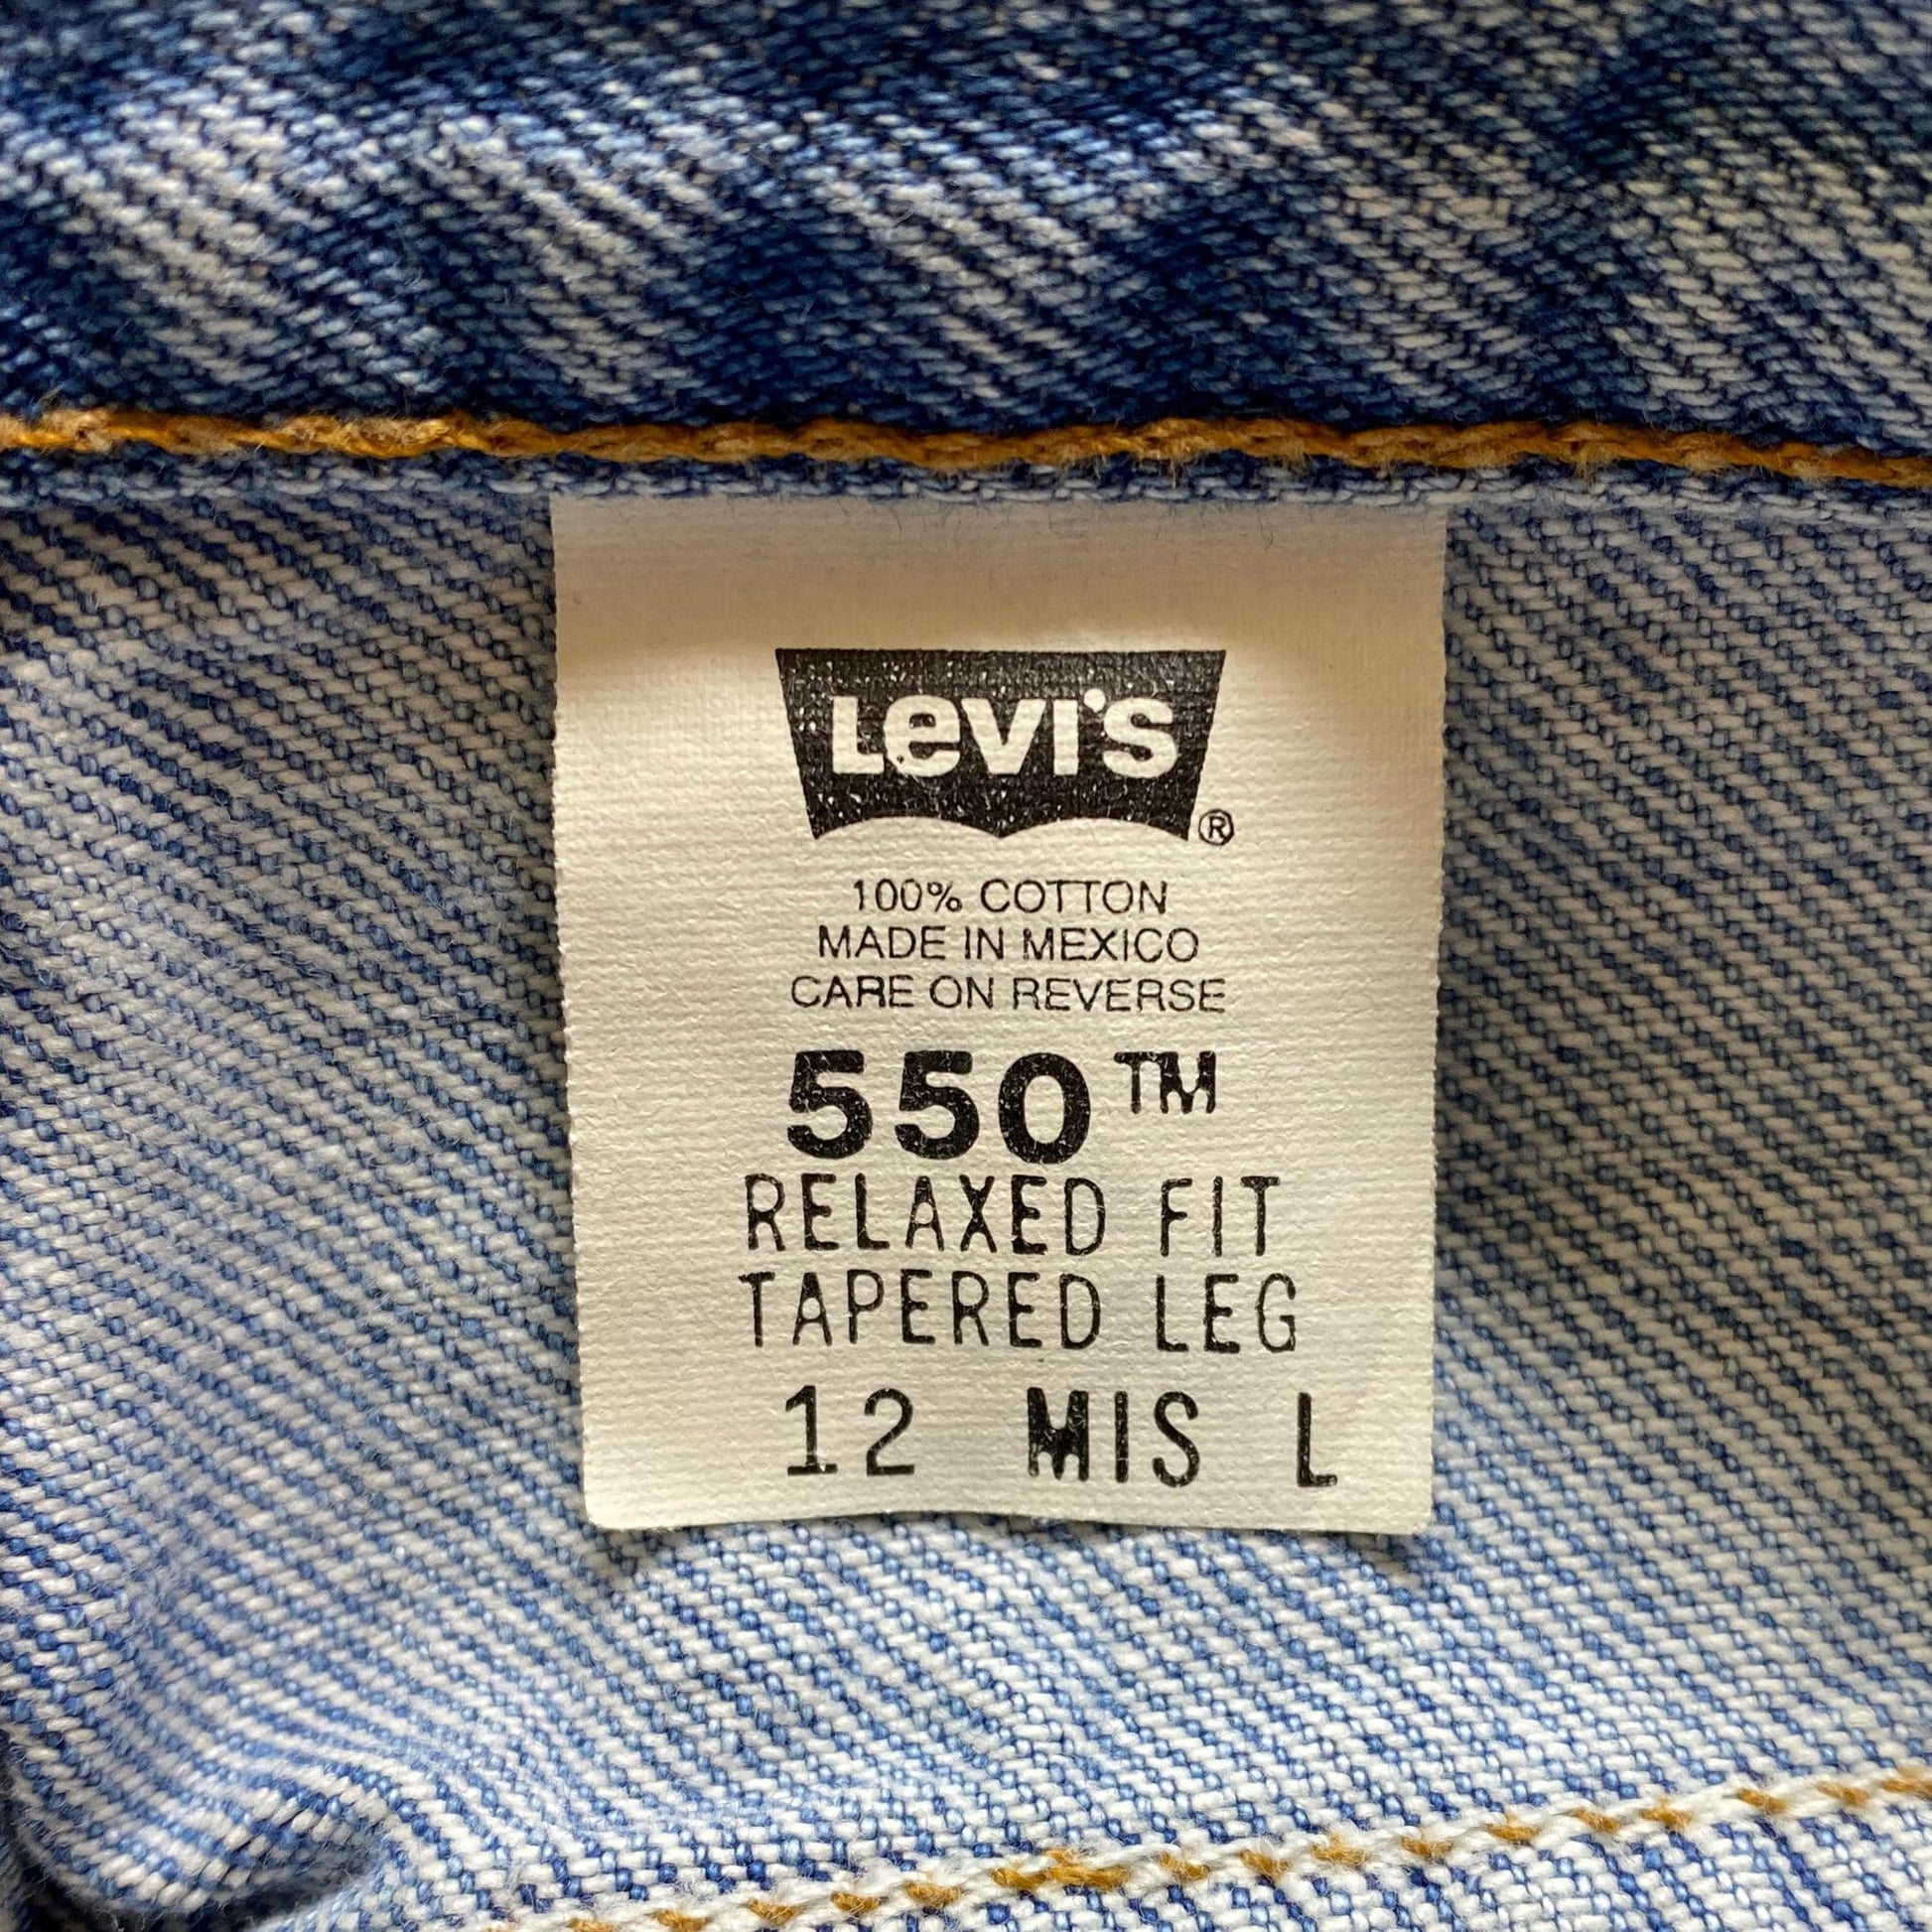 Levi's ®
100% COTTON
MADE IN MEXICO
CARE ON REVERSE
550™
RELAXED FIT
TAPERED LEG
12 MIS L